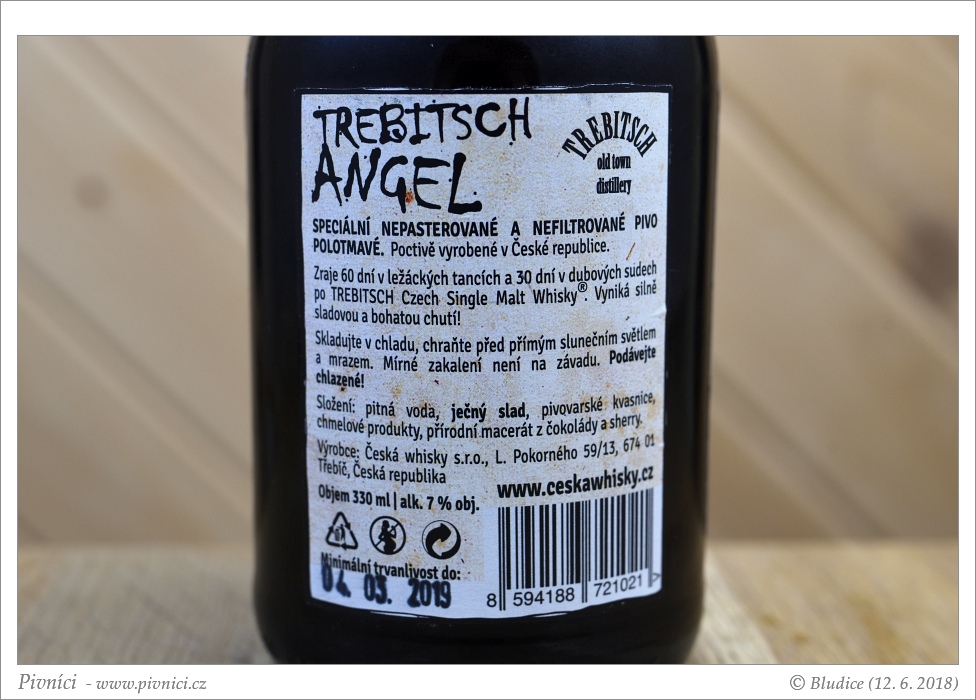 TREBITSCH
ANGEL
TREBITSCH
old town
distillery
SPECIÁLNÍ NEPASTEROVANÉ A NEFILTROVANÉ PIVO
POLOTMAVÉ. Poctivě vyrobené v České republice.
Zraje 60 dní v ležáckých tancích a 30 dní v dubových sudech
po TREBITSCH Czech Single Malt Whisky®. Vyniká silně
sladovou a bohatou chutí!
Skladujte v chladu, chraňte před přímým slunečním světlem
a mrazem. Mírné zakalení není na závadu. Podávejte
chlazené!
Složení: pitná voda, ječný slad, pivovarské kvasnice,
chmelové produkty, přírodní macerát z čokolády a sherry.
Výrobce: Česká whisky s.r.o., L. Pokorného 59/13, 674 01
Třebíč, Česká republika
www.ceskawhisky.cz
Objem 330 ml | alk. 7 % obj.
Minimální trvanlivost do:
04. 03. 2019
8 594188 721021 >
Pivníci - www.pivnici.cz
© Bludice (12. 6. 2018)